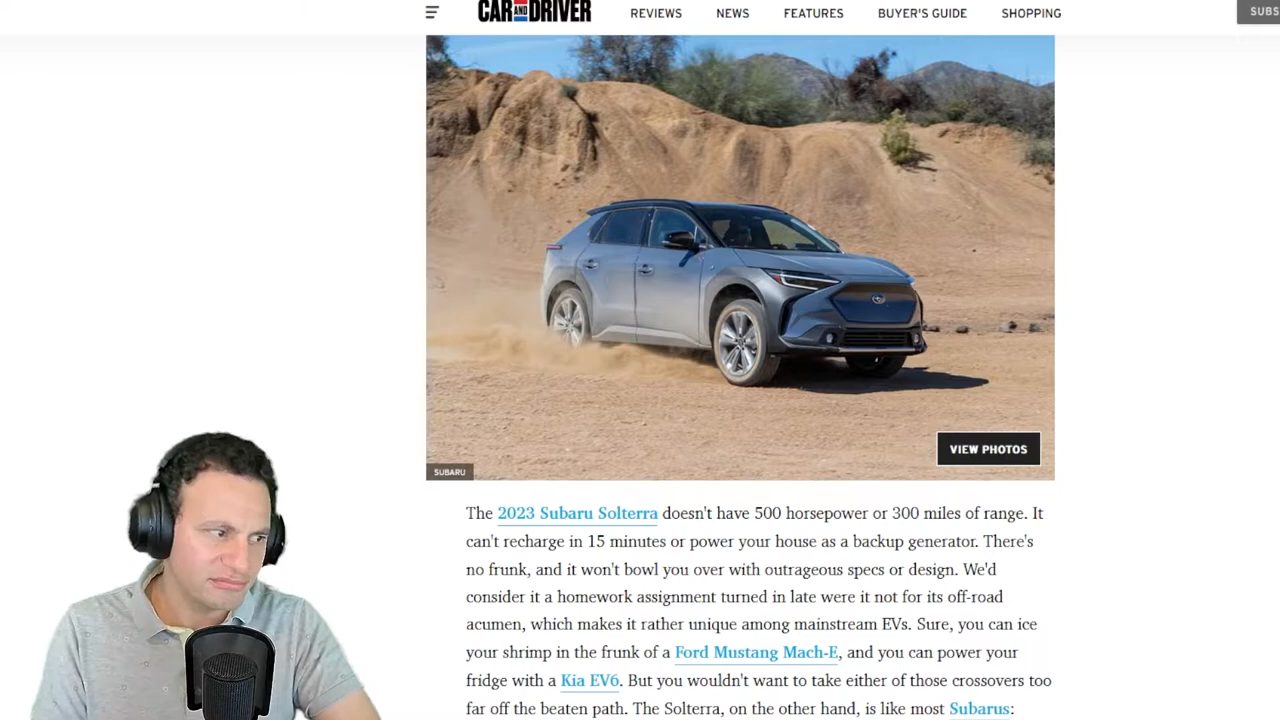 CAR AND DRIVER REVIEWS NEWS FEATURES BUYER'S GUIDE SHOPPING SUBS
VIEW PHOTOS
SUBARU
The 2023 Subaru Solterra doesn't have 500 horsepower or 300 miles of range. It
can't recharge in 15 minutes or power your house as a backup generator. There's
no frunk, and it won't bowl you over with outrageous specs or design. We'd
consider it a homework assignment turned in late were it not for its off-road
acumen, which makes it rather unique among mainstream EVs. Sure, you can ice
your shrimp in the frunk of a Ford Mustang Mach-E, and you can power your
fridge with a Kia EV6. But you wouldn't want to take either of those crossovers too
far off the beaten path. The Solterra, on the other hand, is like most Subarus: